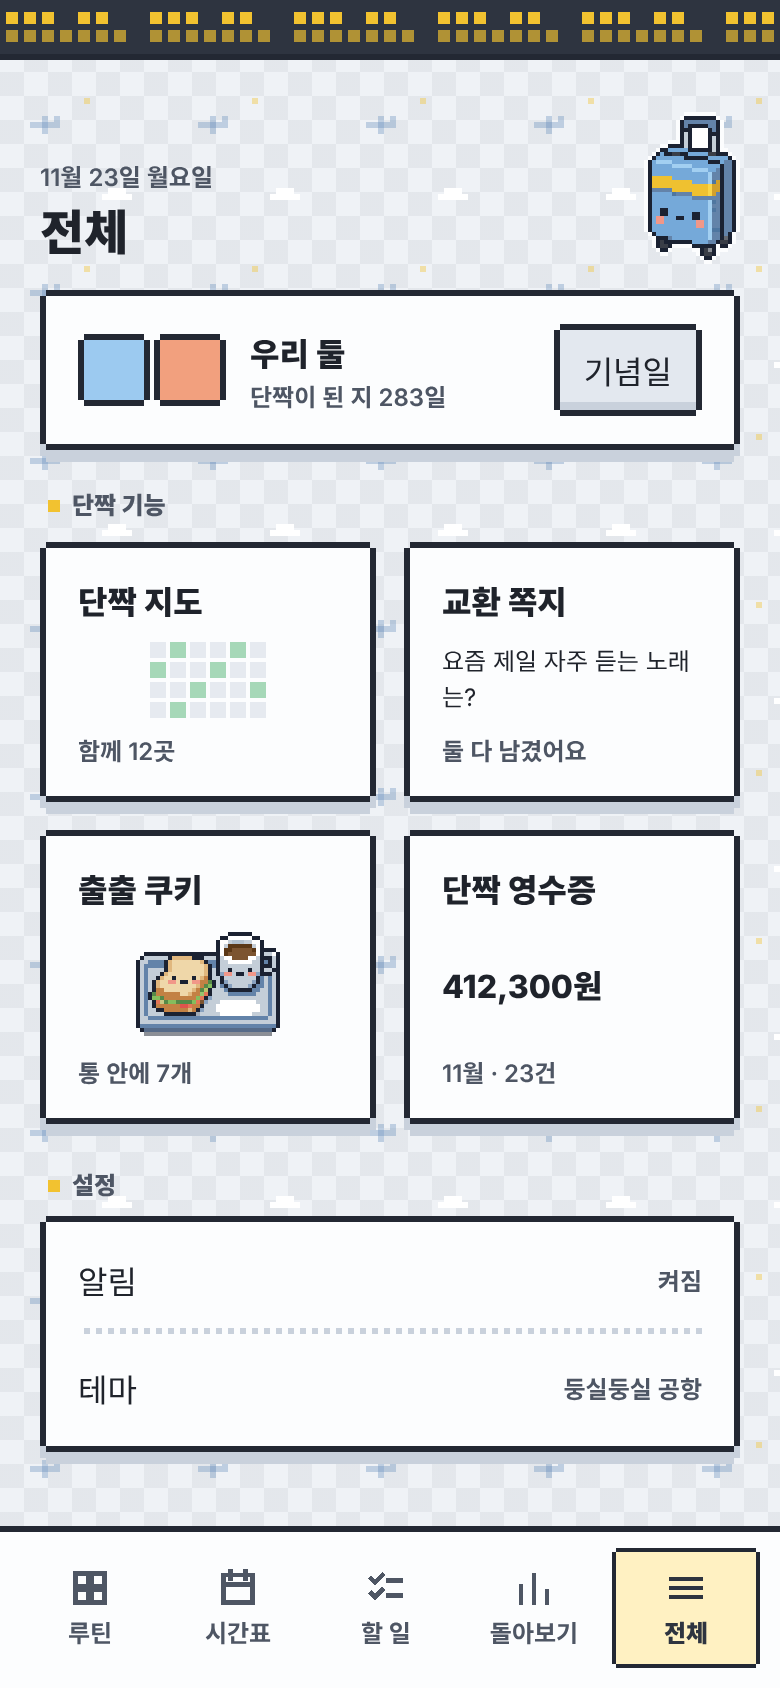 11월 23일 월요일
전체
우리 둘
단짝이 된 지 283일
기념일
단짝 기능
단짝 지도
함께 12곳
교환 쪽지
요즘 제일 자주 듣는 노래
는?
둘 다 남겼어요
출출 쿠키
통 안에 7개
단짝 영수증
412,300원
11월 · 23건
설정
알림
켜짐
테마
둥실둥실 공항
루틴
시간표
할 일
돌아보기
전체